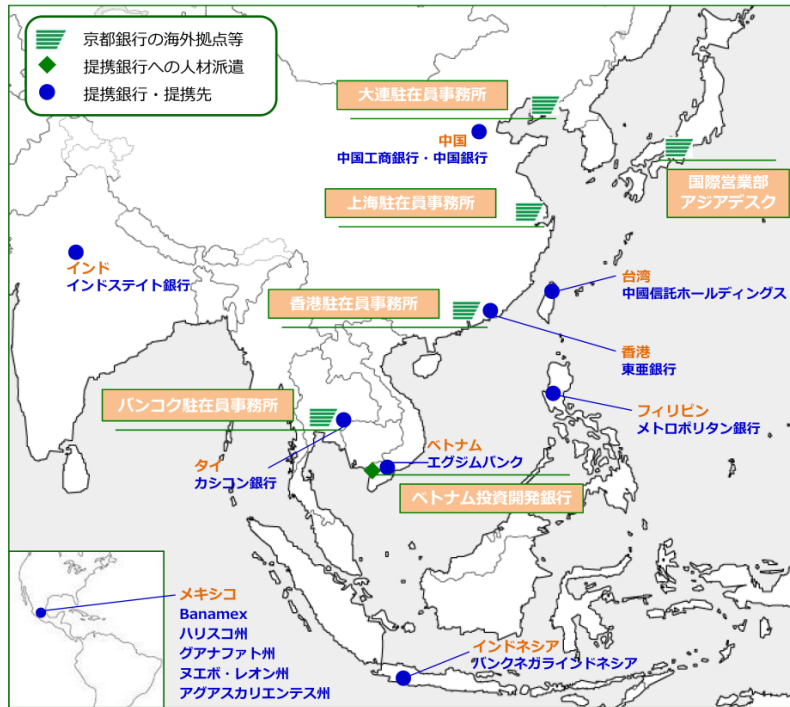 京都銀行の海外拠点等
提携銀行への人材派遣
提携銀行・提携先
大連駐在員事務所
中国
中国工商銀行・中国銀行
国際営業部
アジアデスク
上海駐在員事務所
インド
インドステイト銀行
台湾
中國信託ホールディングス
香港駐在員事務所
香港
東亜銀行
バンコク駐在員事務所
フィリピン
メトロポリタン銀行
タイ
カシコン銀行
ベトナム
エグジムバンク
ベトナム投資開発銀行
メキシコ
Banamex
ハリスコ州
グアナファト州
ヌエボ・レオン州
アグアスカリエンテス州
インドネシア
バンクネガラインドネシア